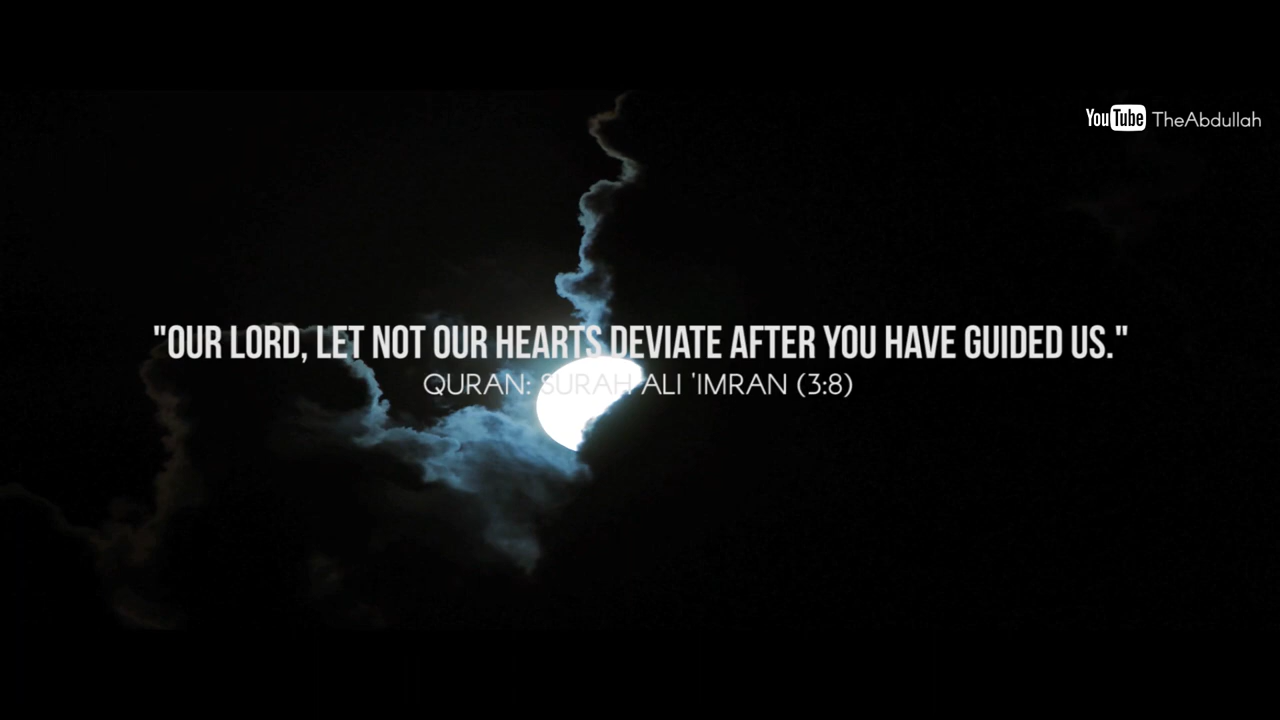 YouTube TheAbdullah
"OUR LORD, LET NOT OUR HEARTS DEVIATE AFTER YOU HAVE GUIDED US."
QURAN: SURAH ALI 'IMRAN (3:8)